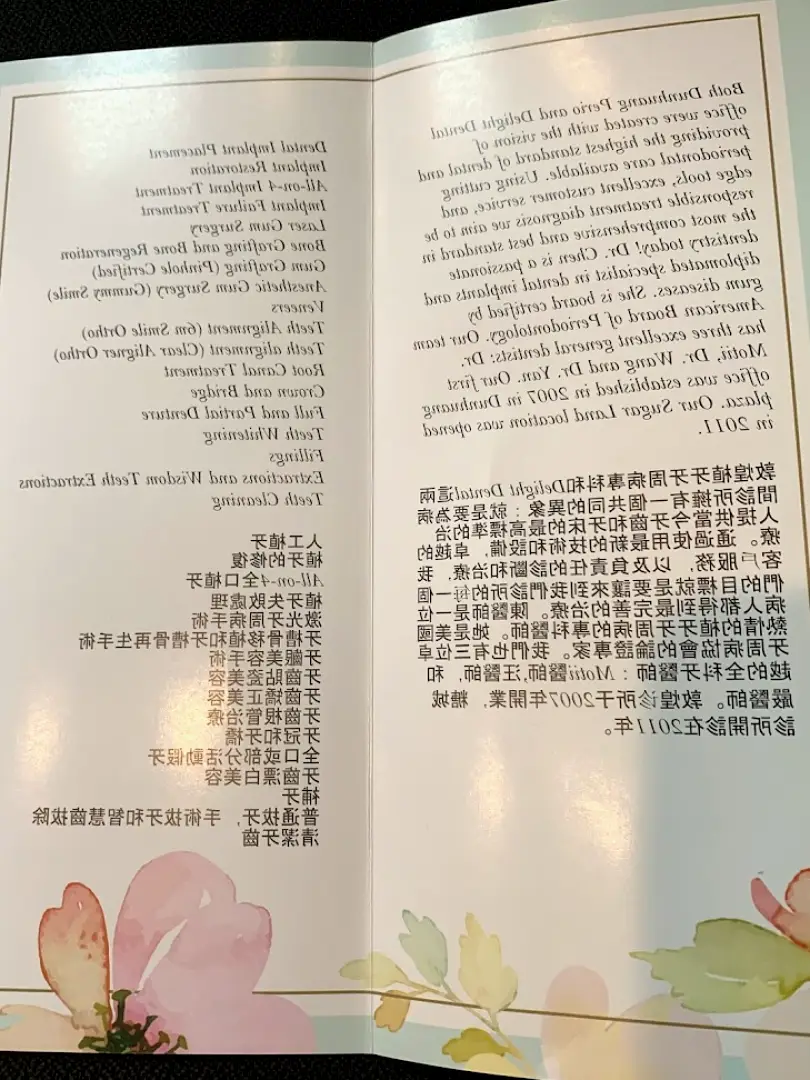 Both Dunhuang Perio and Delight Dental
office were created with the vision of
providing the highest standard of dental and
periodontal care available. Using cutting
edge tools, excellent customer service, and
responsible treatment diagnosis we aim to be
the most comprehensive and best standard in
dentistry today! Dr. Chen is a passionate
diplomated specialist in dental implants and
gum diseases. She is board certified by
American Board of Periodontology. Our team
has three excellent general dentists: Dr.
Motii, Dr. Wang and Dr. Yan. Our first
office was established in 2007 in Dunhuang
plaza. Our Sugar Land location was opened
in 2011.
敦煌植牙牙周病專科和Delight Dental這兩
間診所擁有一個共同的異象：就是要為病
人提供當今牙齒和牙床的最高標準的治
療。通過使用最新的技術和設備，卓越的
客戶服務，以及負責任的診斷和治療，我
們的目標就是要讓來到我們診所的每一個
病人都得到最完善的治療。陳醫師是一位
熱情的植牙牙周病的專科醫師。她是美國
牙周病協會的論證專家。我們也有三位卓
越的全科牙醫師：Motii醫師,汪醫師，和
嚴醫師。敦煌诊所于2007年開業，糖城
診所開診在2011年。
Dental Implant Placement
Implant Restoration
All-on-4 Implant Treatment
Implant Failure Treatment
Laser Gum Surgery
Bone Grafting and Bone Regeneration
Gum Grafting (Pinhole Certified)
Anesthetic Gum Surgery (Gummy Smile)
Veneers
Teeth Alignment (6m Smile Ortho)
Teeth alignment (Clear Aligner Ortho)
Root Canal Treatment
Crown and Bridge
Full and Partial Denture
Teeth Whitening
Fillings
Extractions and Wisdom Teeth Extractions
Teeth Cleaning
人工植牙
植牙的修復
All-on-4全口植牙
植牙失敗處理
激光牙周病手術
牙槽骨移植和牙槽骨再生手術
牙齦美容手術
牙齒貼瓷美容
牙齒矯正美容
牙齒根管治療
牙冠和牙橋
全口或部分活動假牙
牙齒漂白美容
補牙
普通拔牙，手術拔牙和智慧齒拔除
清潔牙齒